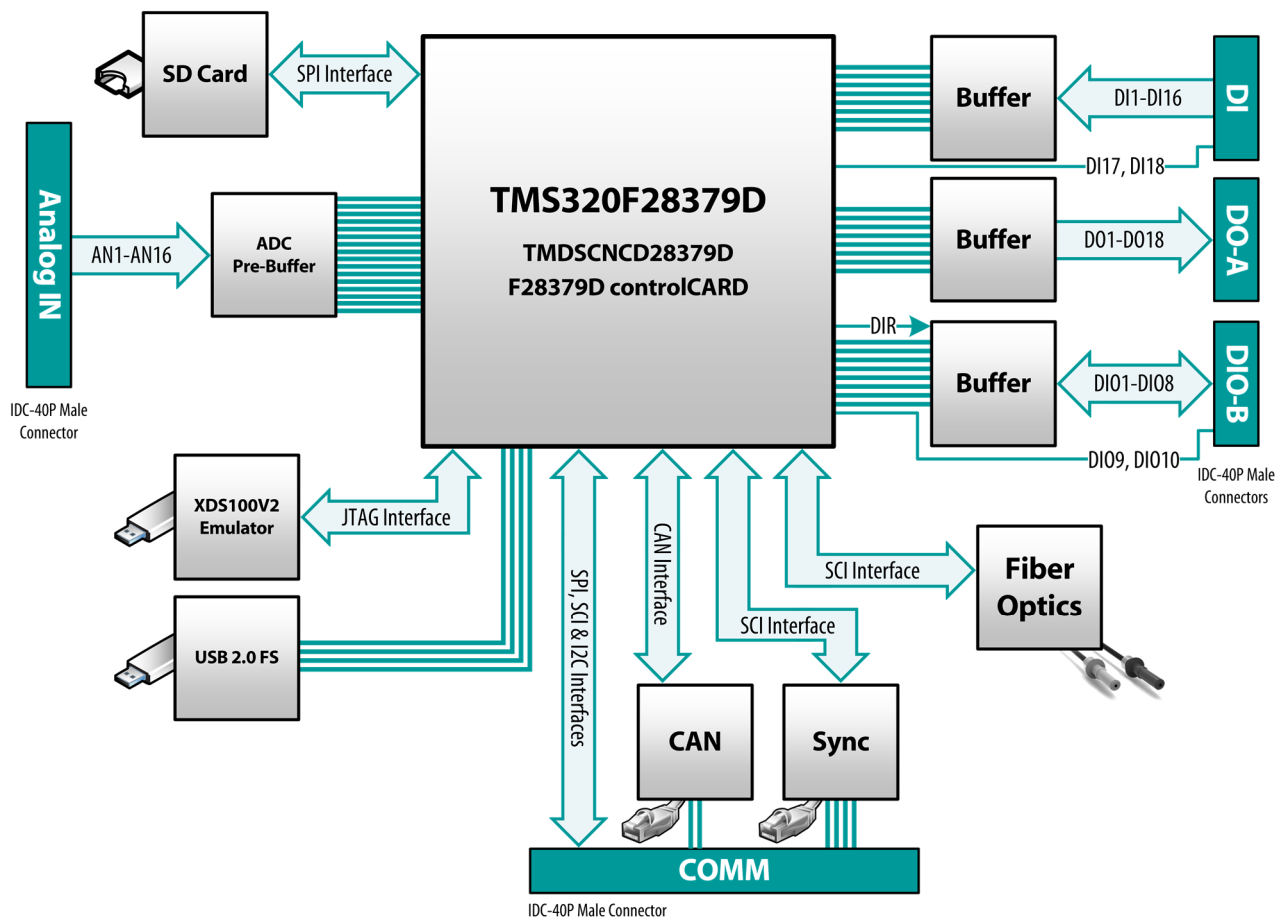 SD Card
SPI Interface
Analog IN
AN1-AN16
ADC
Pre-Buffer
IDC-40P Male
Connector
TMS320F28379D
TMDSCNCD28379D
F28379D controlCARD
Buffer
DI1-DI16
DI
DI17, DI18
Buffer
DO1-DO18
DO-A
DIR
Buffer
DIO1-DIO8
DIO-B
DIO9, DIO10
IDC-40P Male
Connectors
XDS100V2
Emulator
JTAG Interface
USB 2.0 FS
SPI, SCI & I2C Interfaces
CAN Interface
SCI Interface
SCI Interface
Fiber
Optics
CAN
Sync
COMM
IDC-40P Male Connector